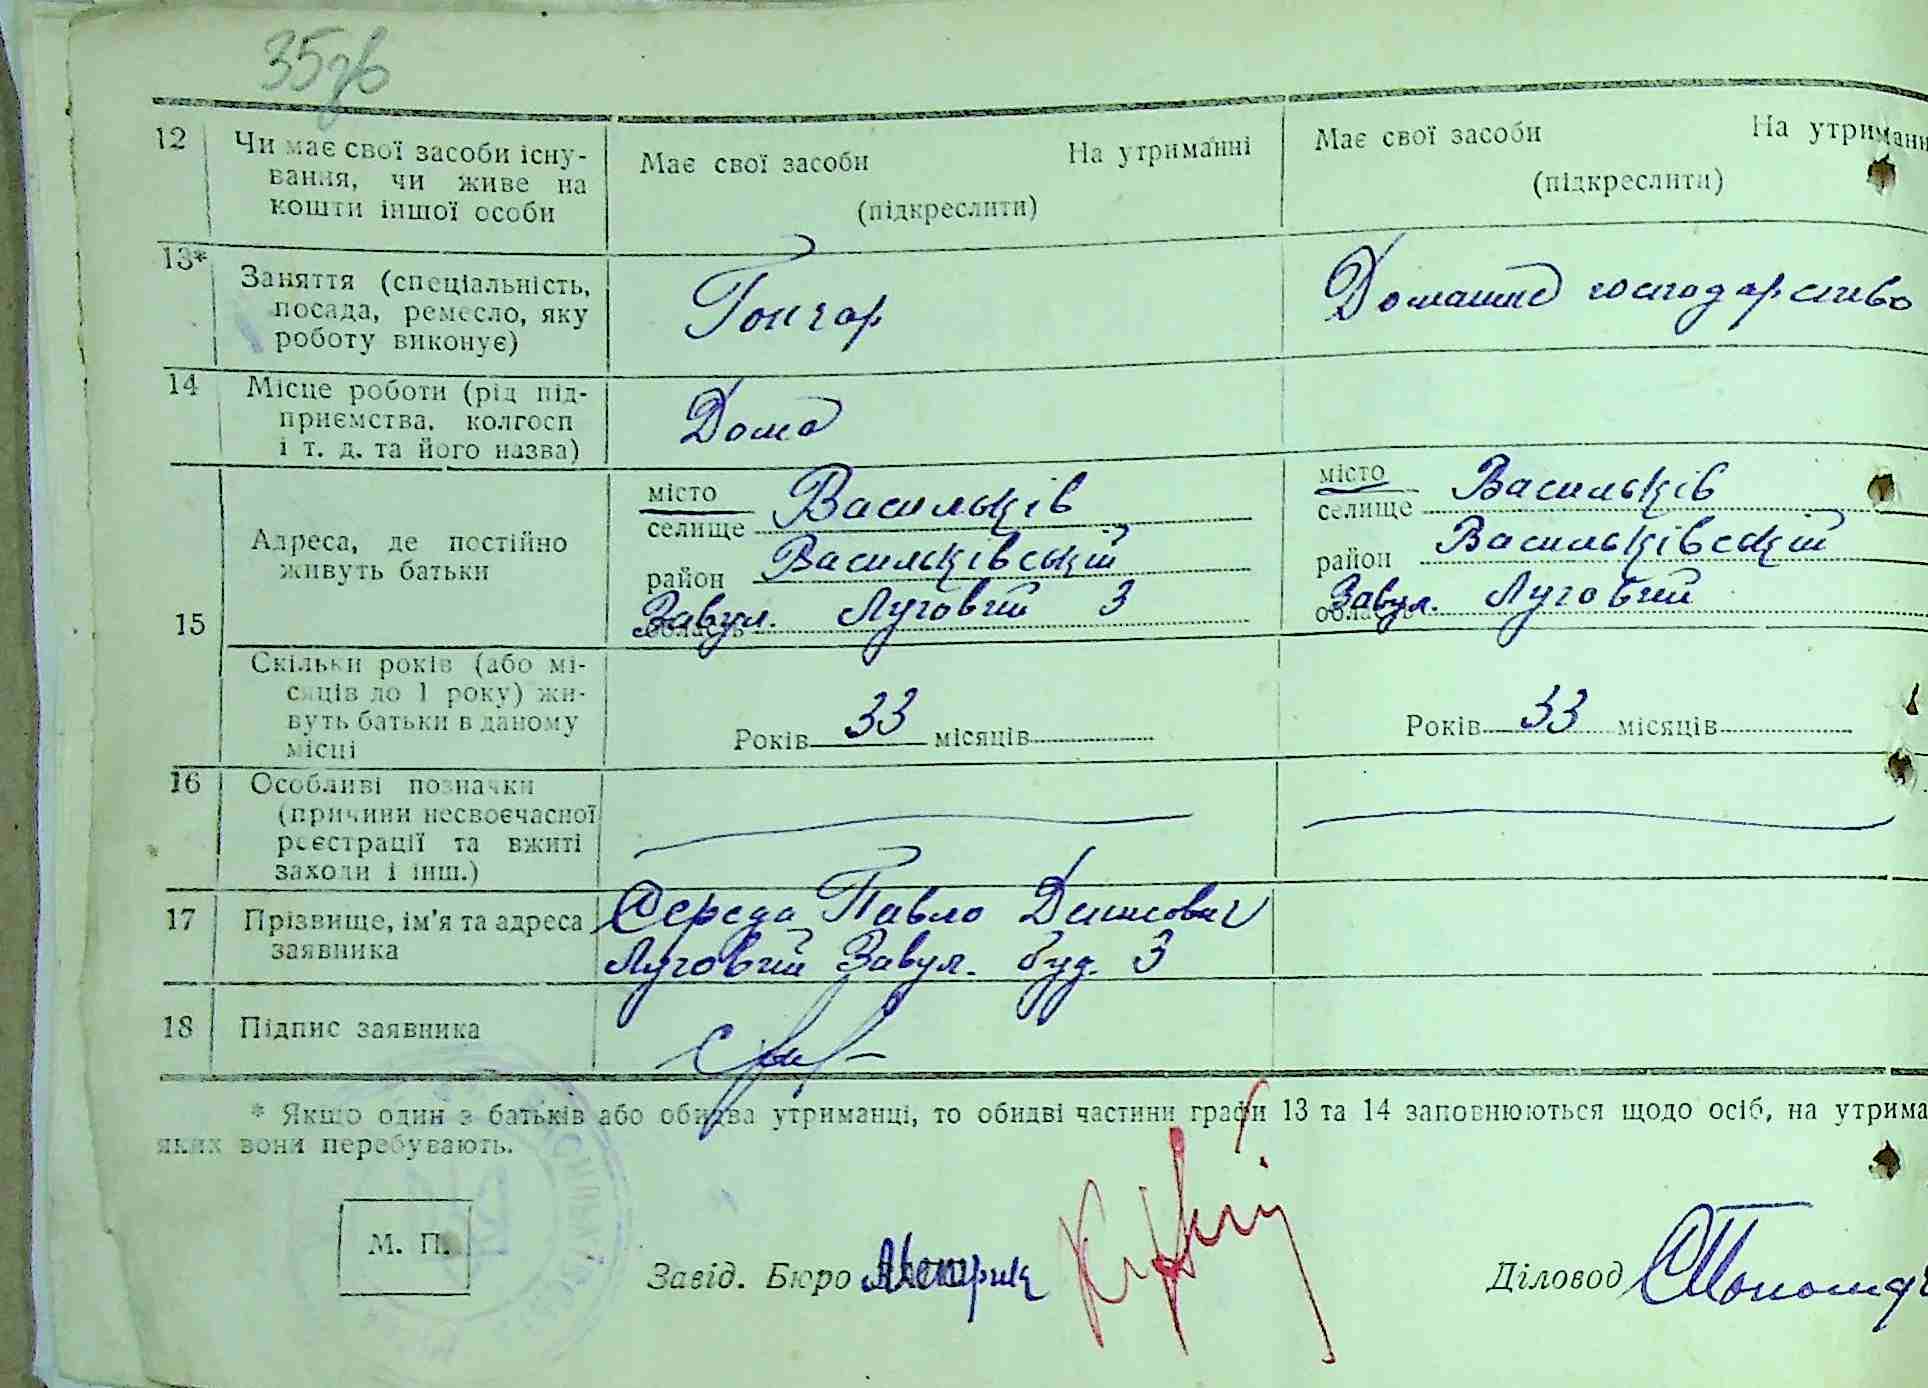 35зв
12 Чи має свої засоби існу-
вання, чи живе на
кошти іншої особи
Має свої засоби На утриманні
(підкреслити)
Має свої засоби На утриманн
(підкреслити)
13* Заняття (спеціальність,
посада, ремесло, яку
роботу виконує)
Гончар
Домашнє господарство
14 Місце роботи (рід під-
приємства, колгосп
і т. д. та його назва)
Дома
15
Адреса, де постійно
живуть батьки
місто Васильків
селище
район Васильківський
область Завул. Луговий 3
місто Васильків
селище
район Васильківский
область Завул. Луговий
Скільки років (або мі-
сяців до 1 року) жи-
вуть батьки в даному
місці
Років 33 місяців
Років 33 місяців
16 Особливі позначки
(причини несвоєчасної
реєстрації та вжиті
заходи і інш.)
17 Прізвище, ім'я та адреса
заявника
Середа Павло Денисович
Луговий Завул. буд. 3
18 Підпис заявника
* Якщо один з батьків або обидва утриманці, то обидві частини графи 13 та 14 заповнюються щодо осіб, на утрима
яких вони перебувають.
М. П.
Завід. Бюро Метрик
Діловод